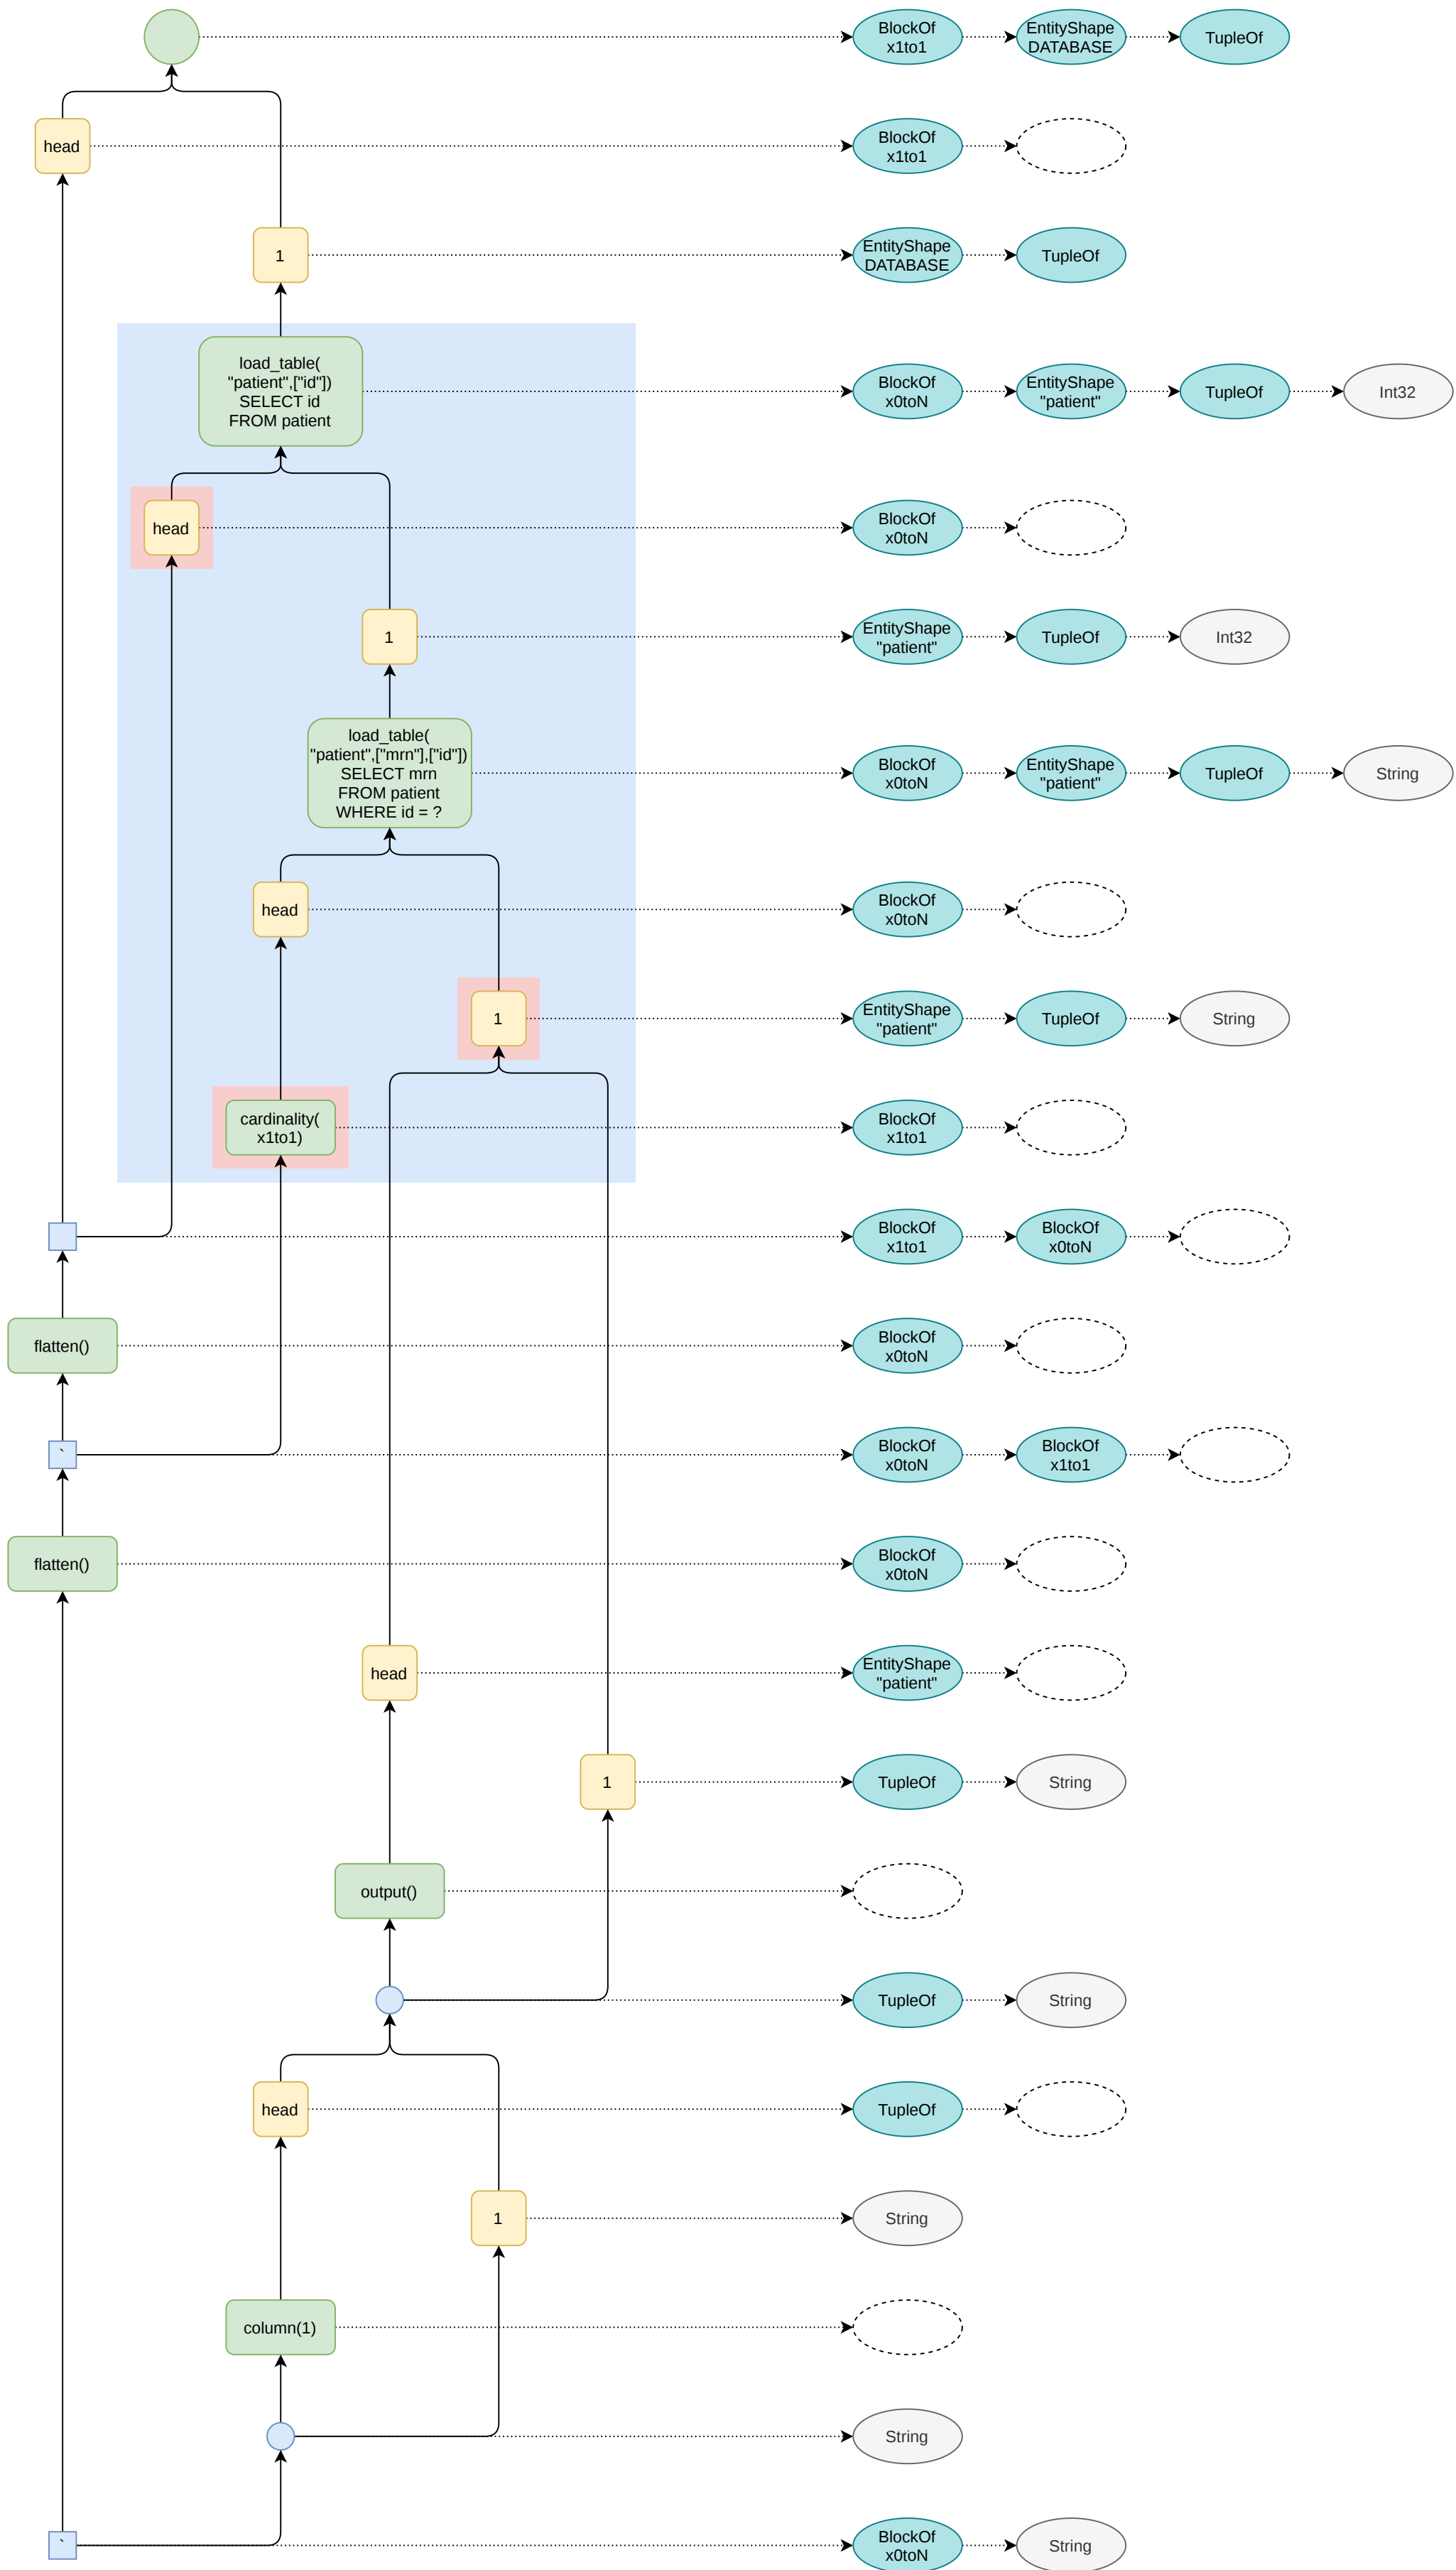 BlockOf
x1to1
EntityShape
DATABASE
TupleOf
head
BlockOf
x1to1
1
EntityShape
DATABASE
TupleOf
load_table(
"patient",["id"])
SELECT id
FROM patient
BlockOf
x0toN
EntityShape
"patient"
TupleOf
Int32
head
BlockOf
x0toN
1
EntityShape
"patient"
TupleOf
Int32
load_table(
"patient",["mrn"],["id"])
SELECT mrn
FROM patient
WHERE id = ?
BlockOf
x0toN
EntityShape
"patient"
TupleOf
String
head
BlockOf
x0toN
1
EntityShape
"patient"
TupleOf
String
cardinality(
x1to1)
BlockOf
x1to1
BlockOf
x1to1
BlockOf
x0toN
flatten()
BlockOf
x0toN
`
BlockOf
x0toN
BlockOf
x1to1
flatten()
BlockOf
x0toN
head
EntityShape
"patient"
1
TupleOf
String
output()
TupleOf
String
head
TupleOf
1
String
column(1)
String
`
BlockOf
x0toN
String